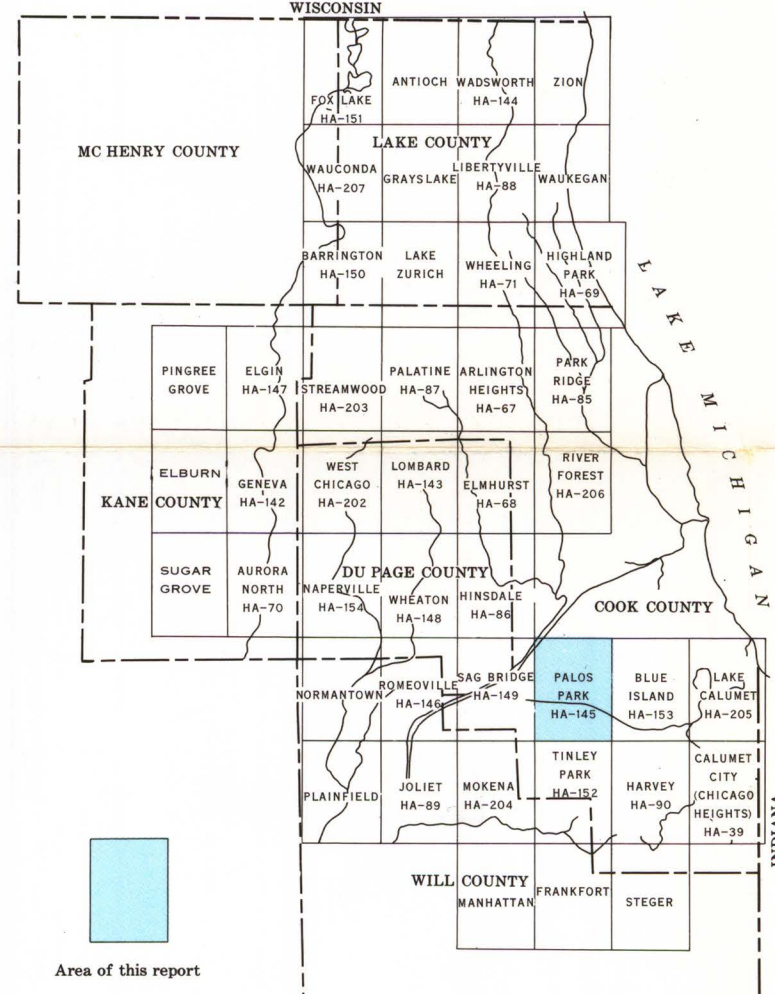 WISCONSIN
ANTIOCH
WADSWORTH
HA-144
ZION
FOX LAKE
HA-151
MC HENRY COUNTY
LAKE COUNTY
WAUCONDA
HA-207
GRAYSLAKE
LIBERTYVILLE
HA-88
WAUKEGAN
BARRINGTON
HA-150
LAKE
ZURICH
WHEELING
HA-71
HIGHLAND
PARK
HA-69
LAKE MICHIGAN
PINGREE
GROVE
ELGIN
HA-147
STREAMWOOD
HA-203
PALATINE
HA-87
ARLINGTON
HEIGHTS
HA-67
PARK
RIDGE
HA-85
ELBURN
KANE COUNTY
GENEVA
HA-142
WEST
CHICAGO
HA-202
LOMBARD
HA-143
ELMHURST
HA-68
RIVER
FOREST
HA-206
SUGAR
GROVE
AURORA
NORTH
HA-70
DU PAGE COUNTY
NAPERVILLE
HA-154
WHEATON
HA-148
HINSDALE
HA-86
COOK COUNTY
NORMANTOWN
ROMEOVILLE
HA-146
SAG BRIDGE
HA-149
PALOS
PARK
HA-145
BLUE
ISLAND
HA-153
LAKE
CALUMET
HA-205
PLAINFIELD
JOLIET
HA-89
MOKENA
HA-204
TINLEY
PARK
HA-152
HARVEY
HA-90
CALUMET
CITY
(CHICAGO
HEIGHTS)
HA-39
INDIANA
WILL COUNTY
MANHATTAN
FRANKFORT
STEGER
Area of this report